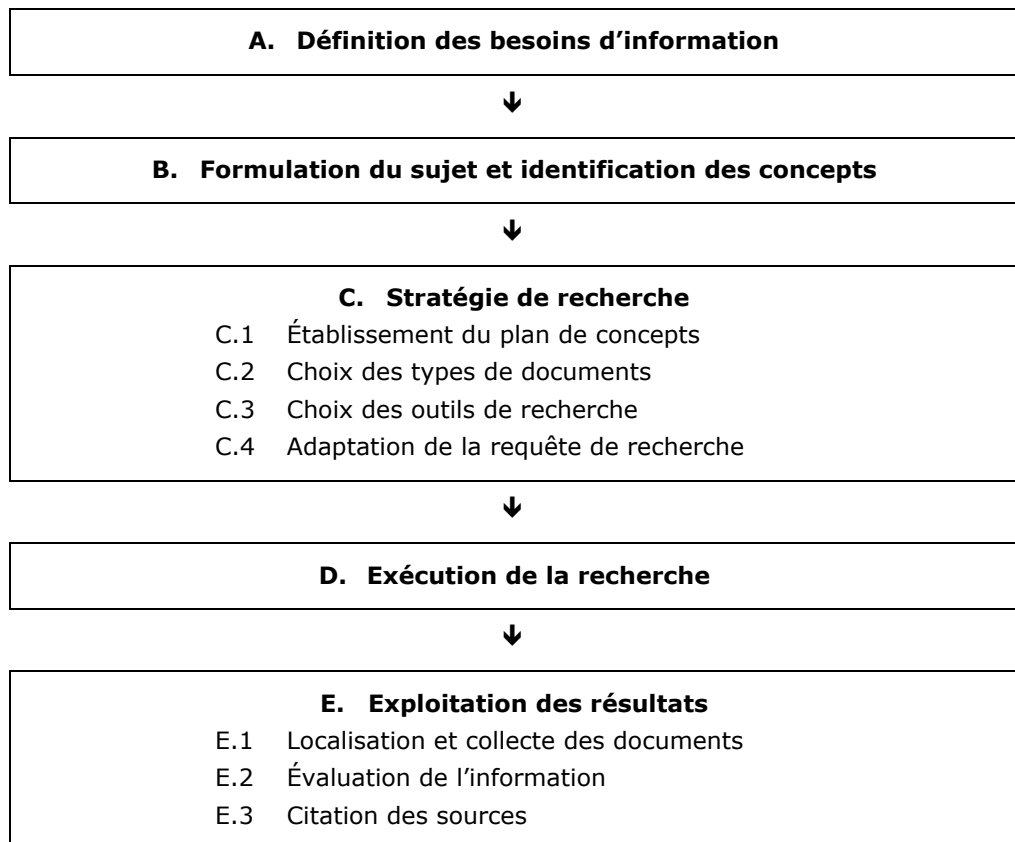 A. Définition des besoins d’information
B. Formulation du sujet et identification des concepts
C. Stratégie de recherche
C.1 Établissement du plan de concepts
C.2 Choix des types de documents
C.3 Choix des outils de recherche
C.4 Adaptation de la requête de recherche
D. Exécution de la recherche
E. Exploitation des résultats
E.1 Localisation et collecte des documents
E.2 Évaluation de l’information
E.3 Citation des sources